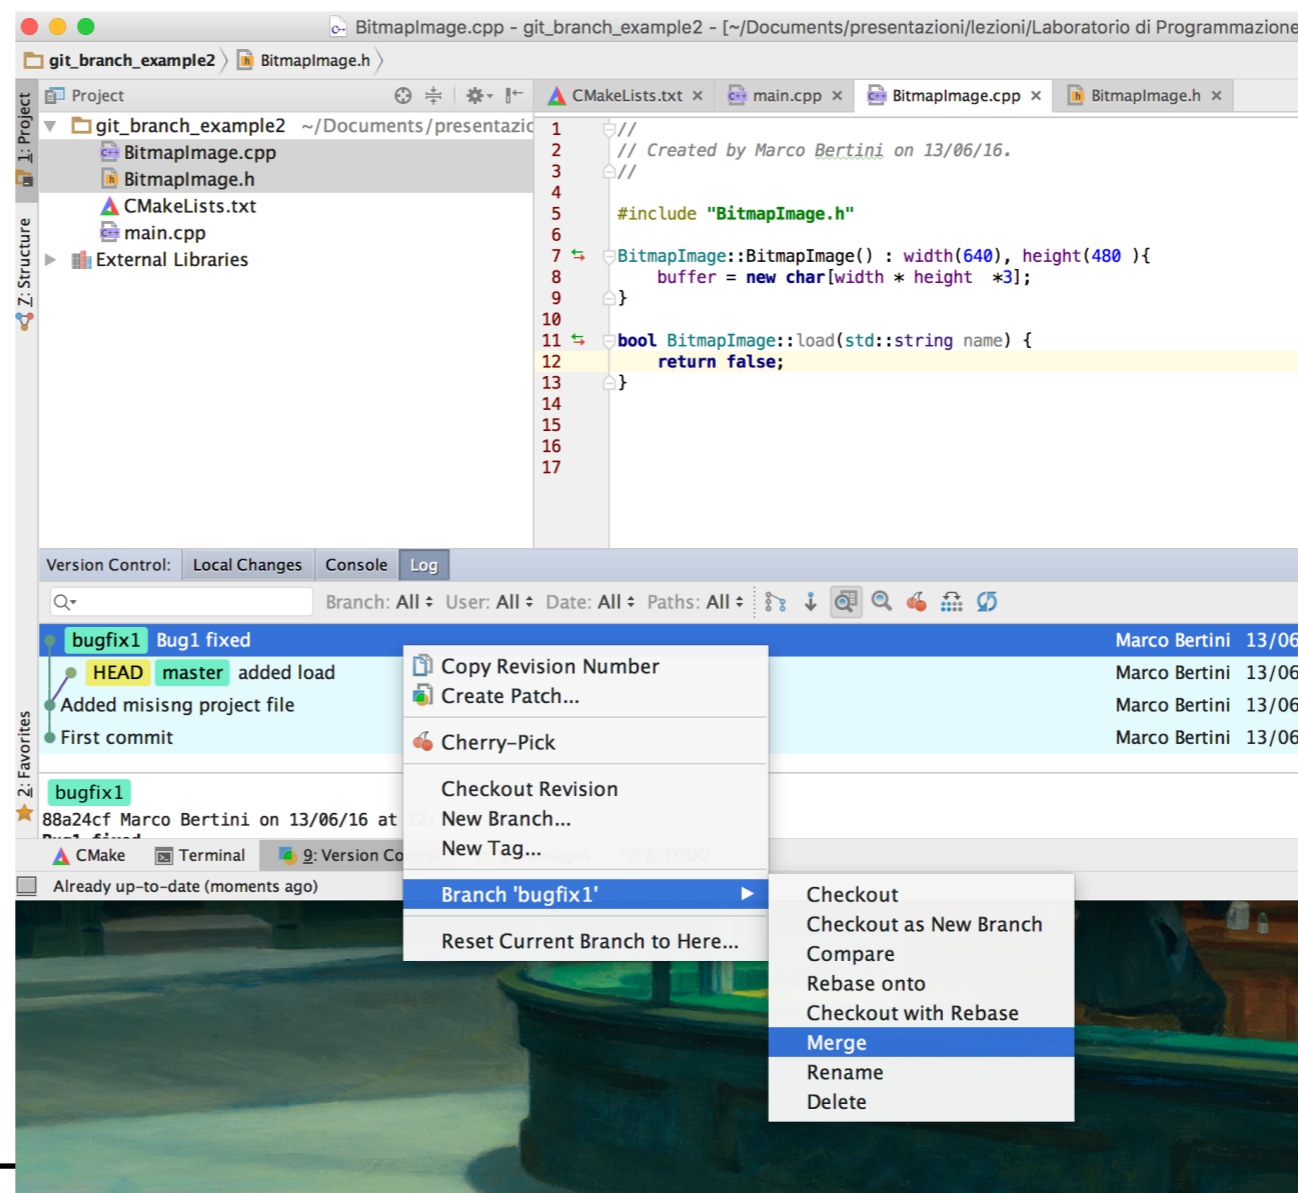 BitmapImage.cpp - git_branch_example2 - [~/Documents/presentazioni/lezioni/Laboratorio di Programmazione
git_branch_example2 BitmapImage.h
1: Project
Z: Structure
2: Favorites
Project
git_branch_example2 ~/Documents/presentazic
BitmapImage.cpp
BitmapImage.h
CMakeLists.txt
main.cpp
External Libraries
CMakeLists.txt × main.cpp × BitmapImage.cpp × BitmapImage.h ×
1 //
2 // Created by Marco Bertini on 13/06/16.
3 //
4
5 #include "BitmapImage.h"
6
7 BitmapImage::BitmapImage() : width(640), height(480 ){
8 buffer = new char[width * height  *3];
9 }
10
11 bool BitmapImage::load(std::string name) {
12 return false;
13 }
14
15
16
17
Version Control: Local Changes Console Log
Branch: All User: All Date: All Paths: All
bugfix1 Bug1 fixed Marco Bertini 13/06
HEAD master added load Marco Bertini 13/06
Added misisng project file Marco Bertini 13/06
First commit Marco Bertini 13/06
bugfix1
88a24cf Marco Bertini on 13/06/16 at
Bug1 fixed
CMake Terminal 9: Version Control 6: TODO
Already up-to-date (moments ago)
Copy Revision Number
Create Patch...
Cherry-Pick
Checkout Revision
New Branch...
New Tag...
Branch 'bugfix1'
Reset Current Branch to Here...
Checkout
Checkout as New Branch
Compare
Rebase onto
Checkout with Rebase
Merge
Rename
Delete